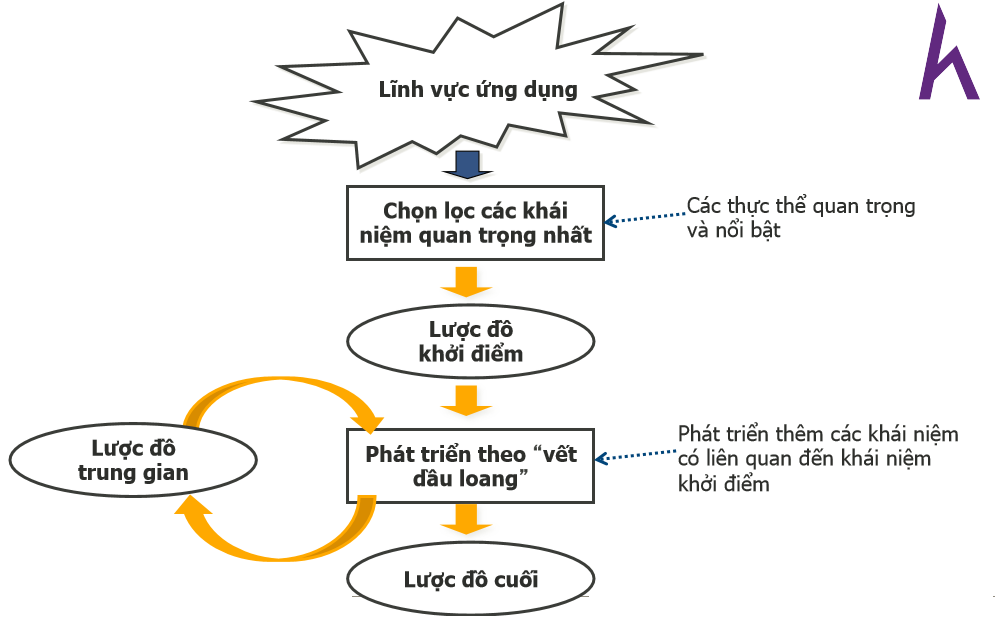 Lĩnh vực ứng dụng
Chọn lọc các khái
niệm quan trọng nhất
Các thực thể quan trọng
và nổi bật
Lược đồ
khởi điểm
Lược đồ
trung gian
Phát triển theo “vết
dầu loang”
Phát triển thêm các khái niệm
có liên quan đến khái niệm
khởi điểm
Lược đồ cuối